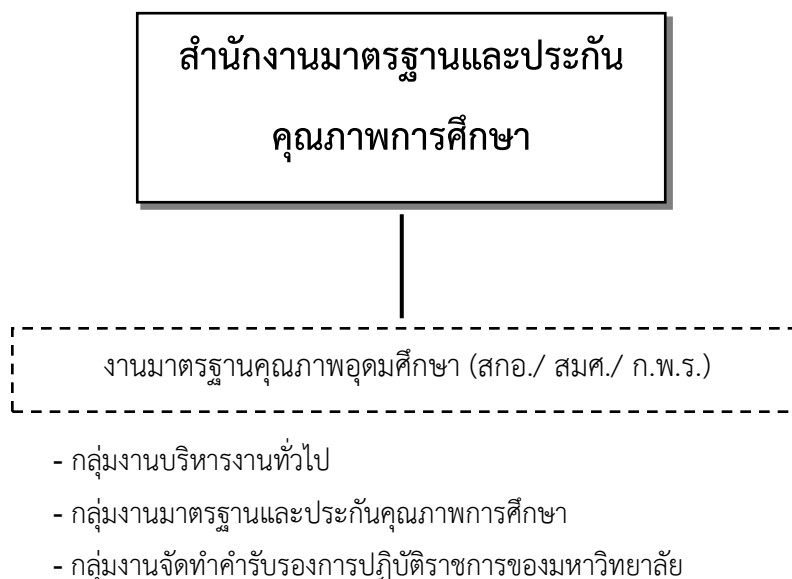 สำนักงานมาตรฐานและประกัน
คุณภาพการศึกษา
งานมาตรฐานคุณภาพอุดมศึกษา (สกอ./ สมศ./ ก.พ.ร.)
- กลุ่มงานบริหารงานทั่วไป
- กลุ่มงานมาตรฐานและประกันคุณภาพการศึกษา
- กลุ่มงานจัดทำคำรับรองการปฏิบัติราชการของมหาวิทยาลัย